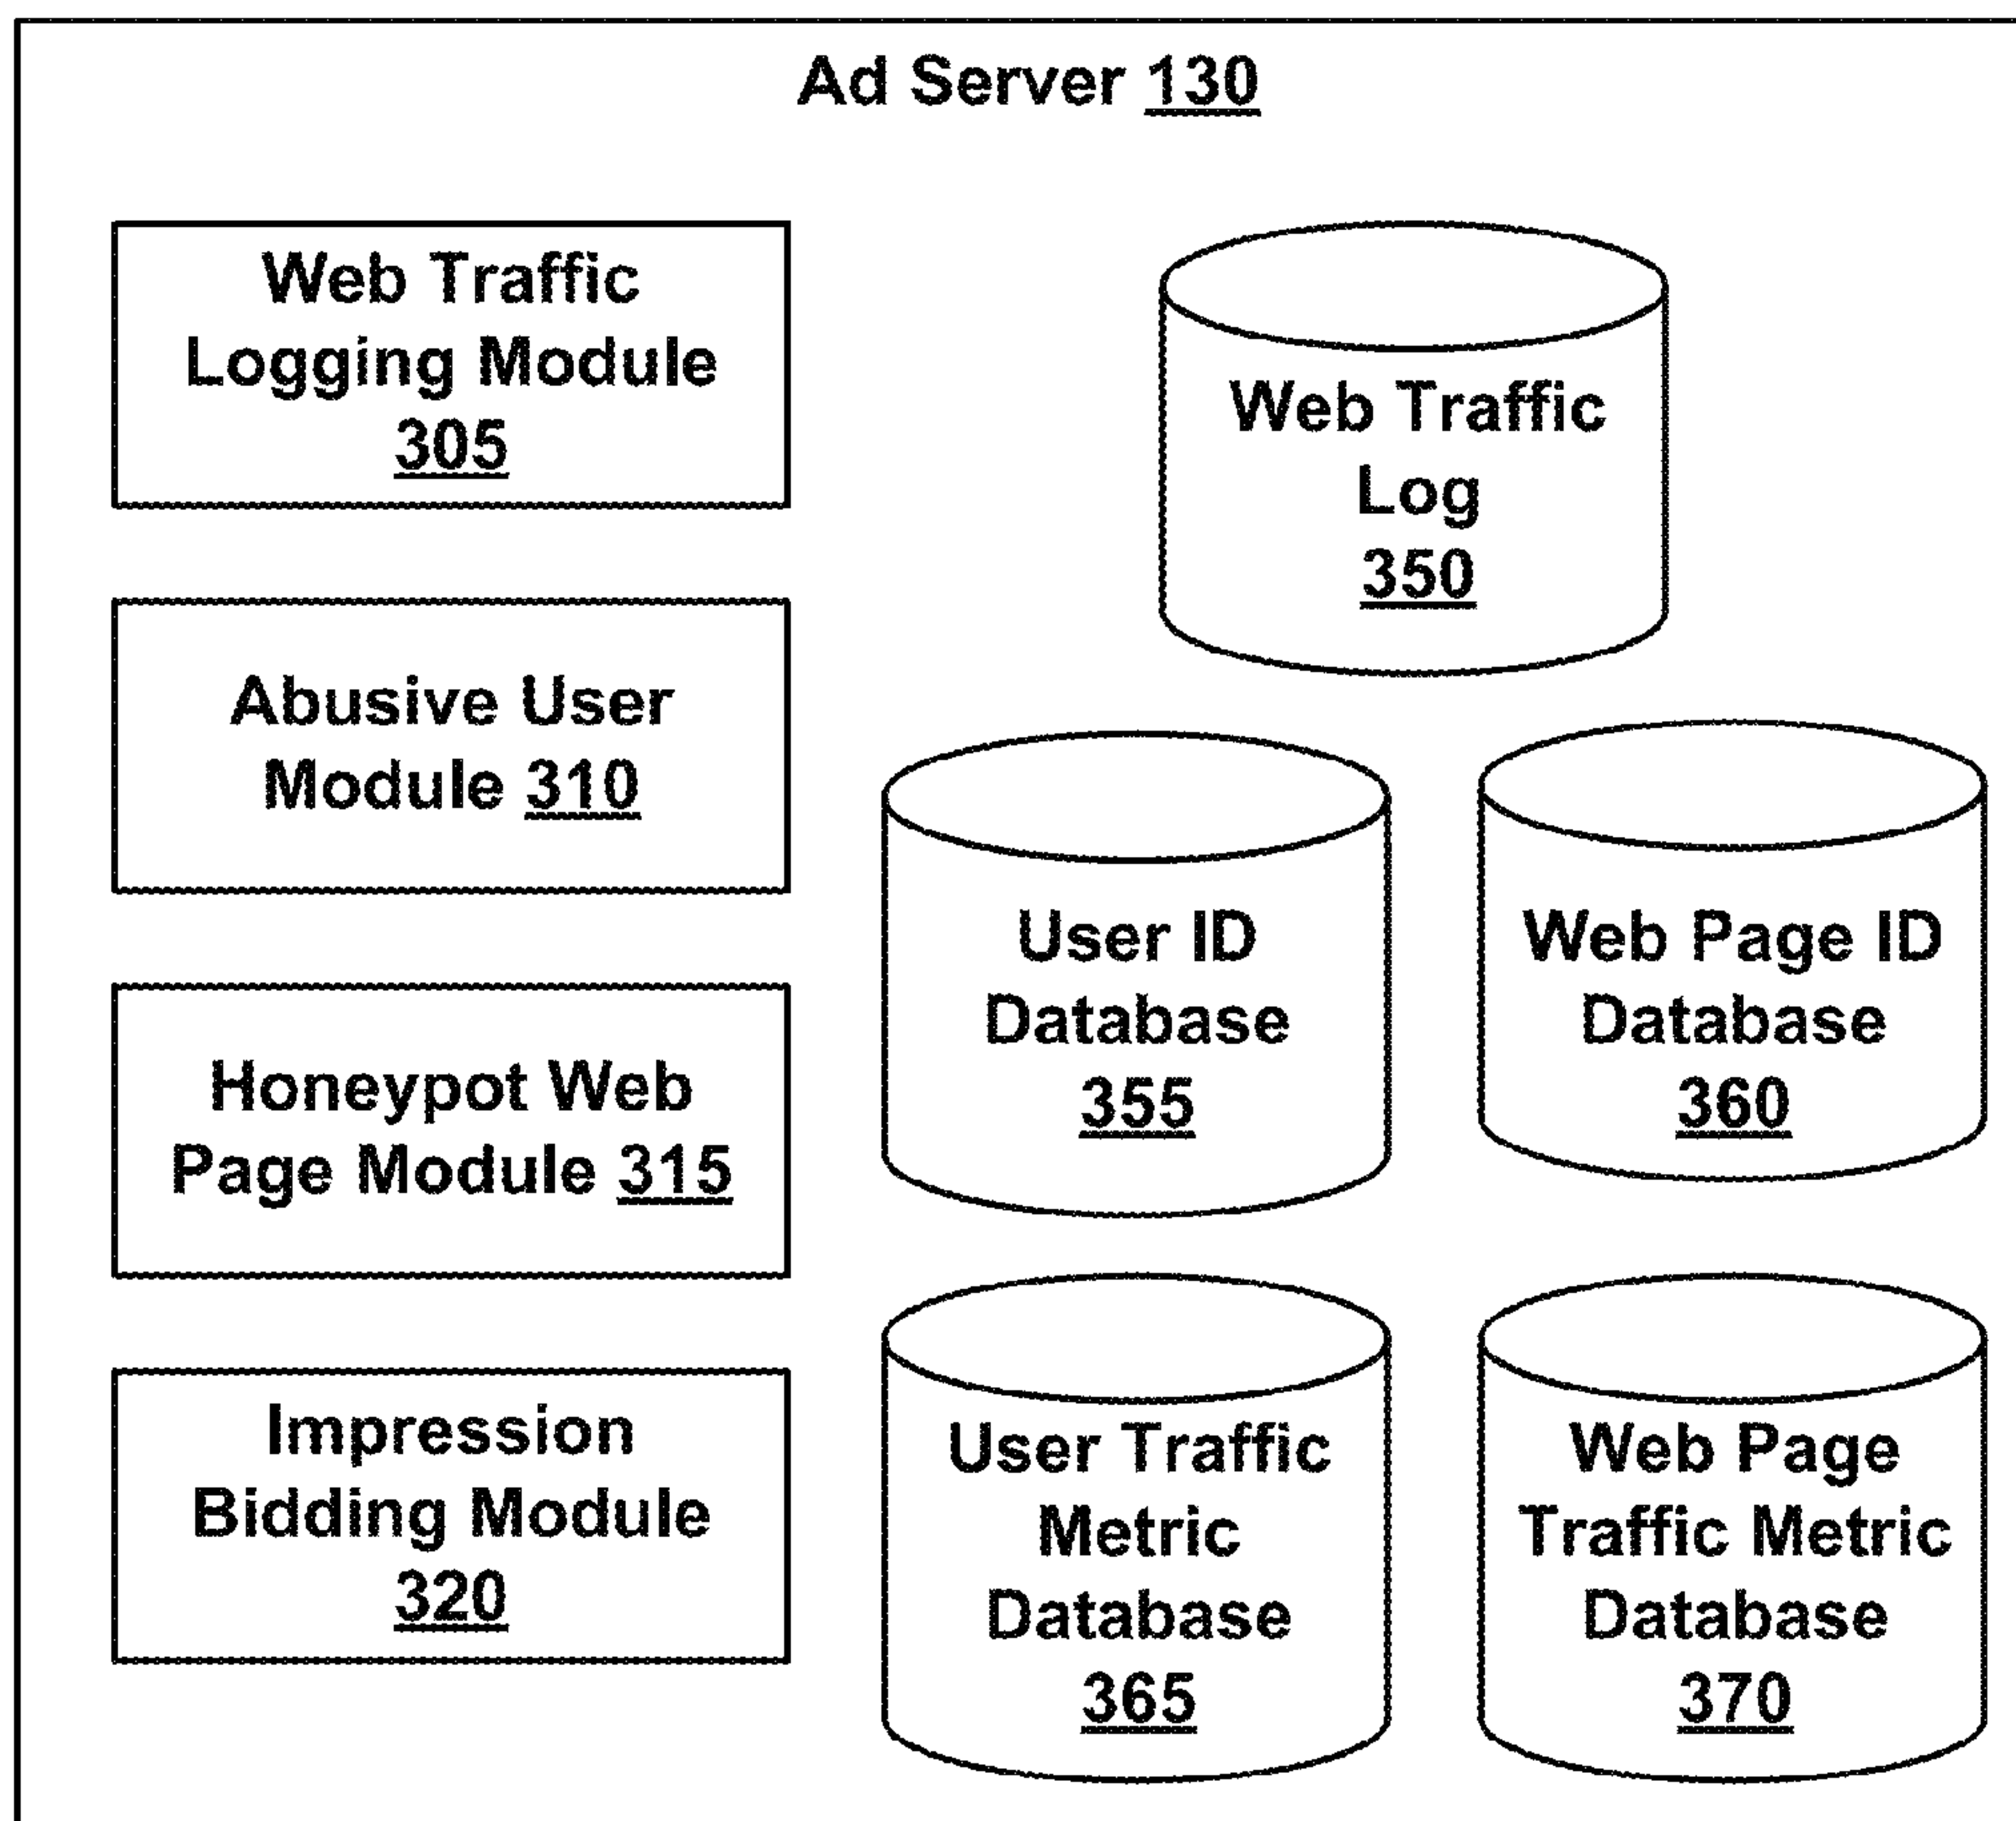 Ad Server 130
Web Traffic
Logging Module
305
Abusive User
Module 310
Honeypot Web
Page Module 315
Impression
Bidding Module
320
Web Traffic
Log
350
User ID
Database
355
Web Page ID
Database
360
User Traffic
Metric
Database
365
Web Page
Traffic Metric
Database
370